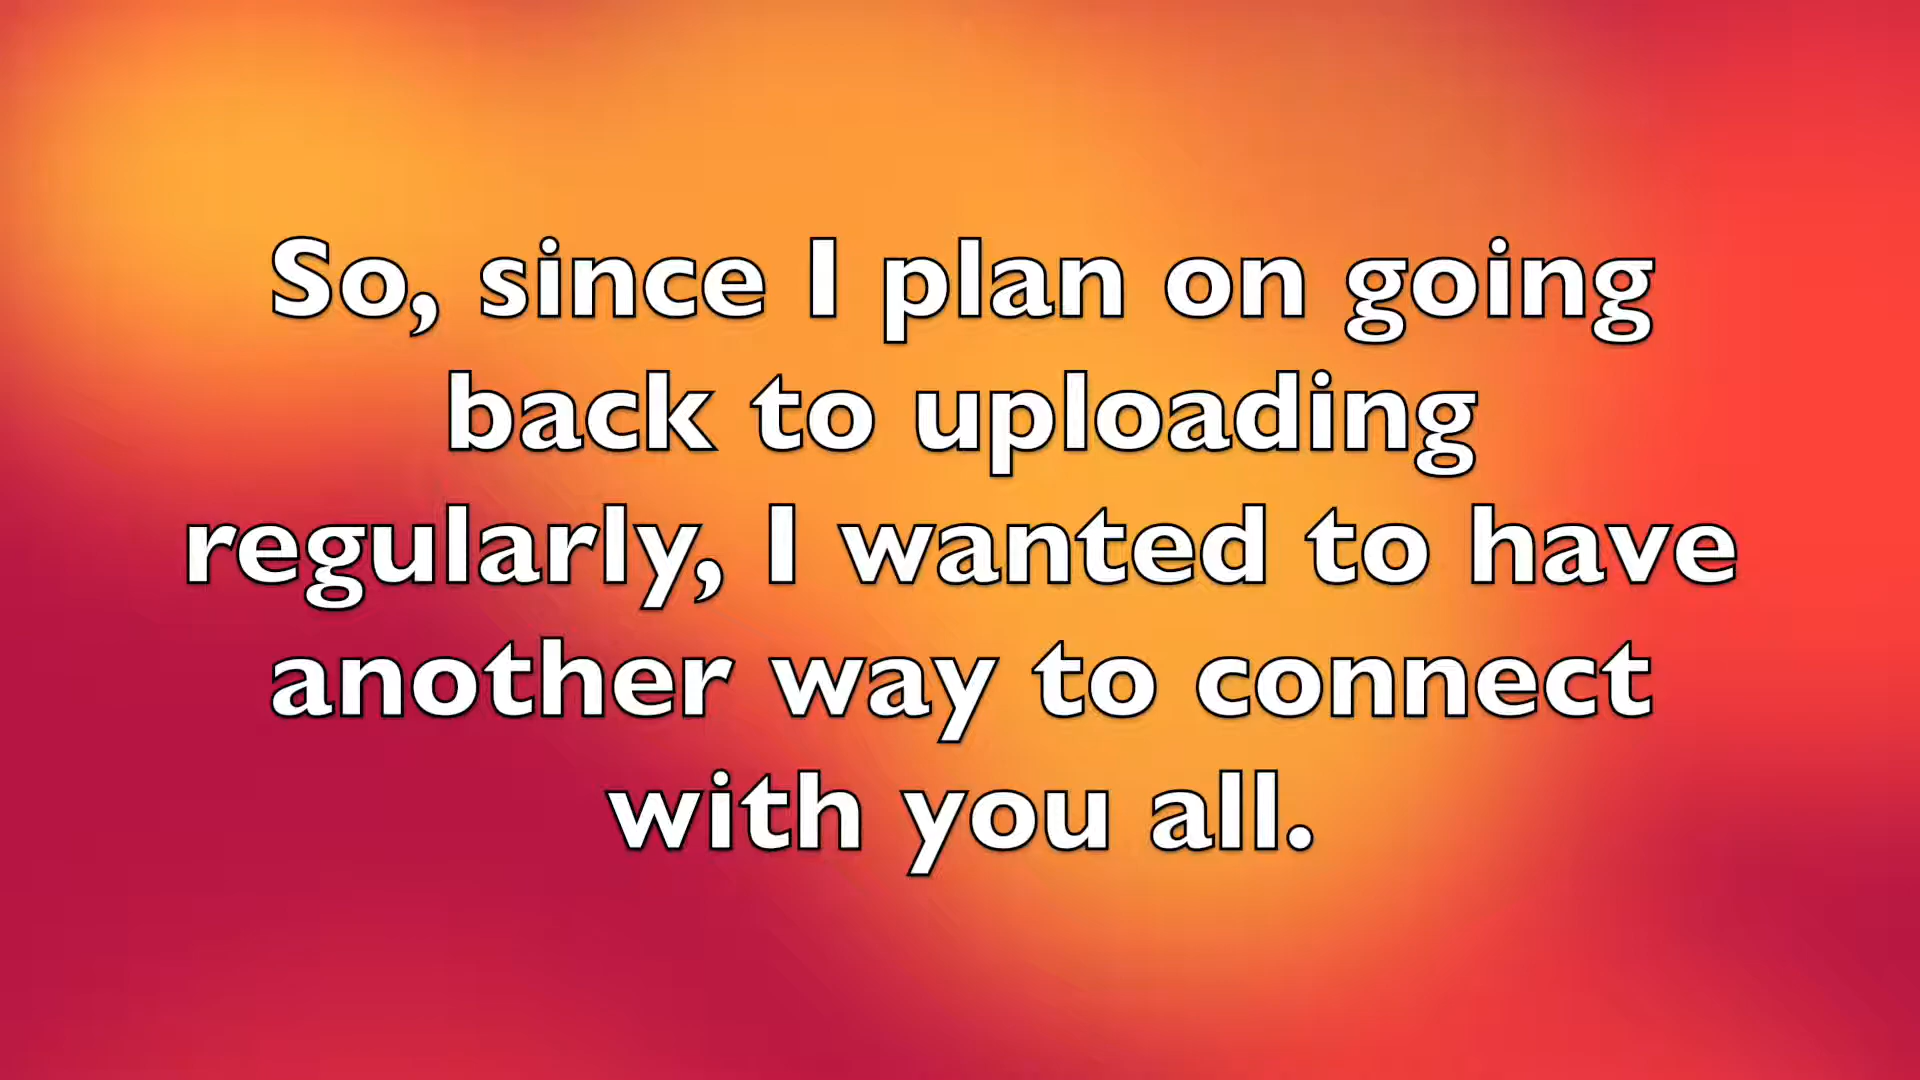 So, since I plan on going
back to uploading
regularly, I wanted to have
another way to connect
with you all.